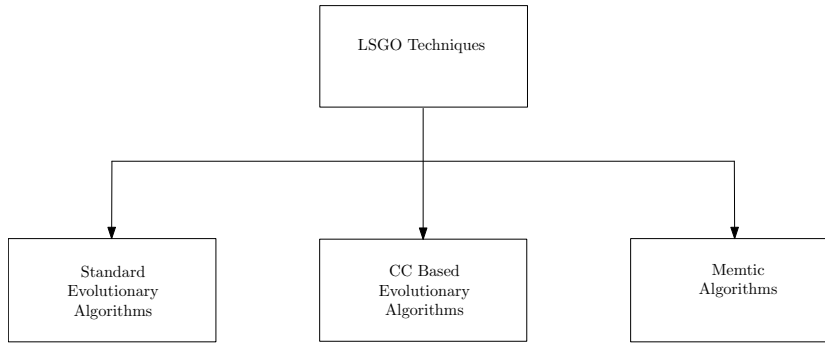 LSGO Techniques
Standard
Evolutionary
Algorithms
CC Based
Evolutionary
Algorithms
Memtic
Algorithms